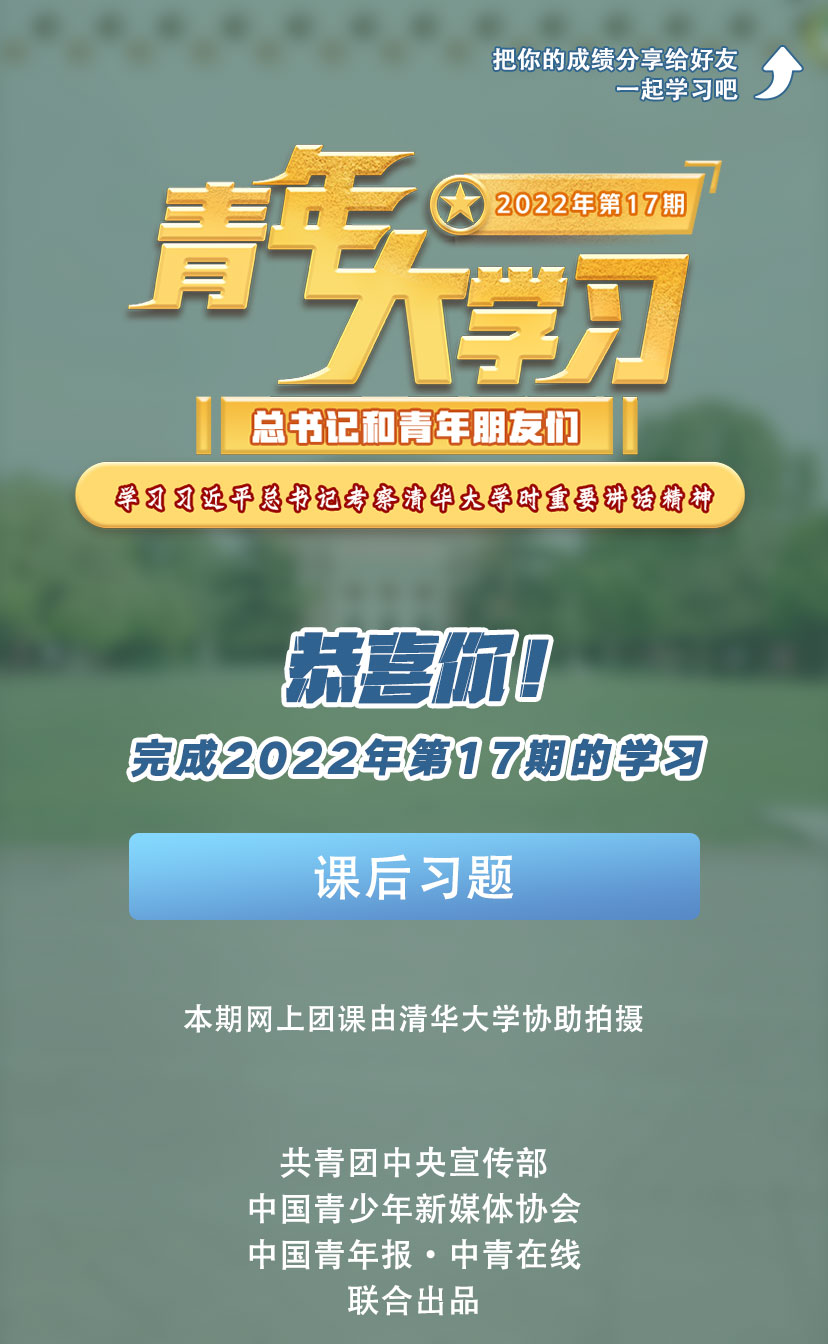 把你的成绩分享给好友
一起学习吧
青年大学习
2022年第17期
总书记和青年朋友们
学习习近平总书记考察清华大学时重要讲话精神
恭喜你！
完成2022年第17期的学习
课后习题
本期网上团课由清华大学协助拍摄
共青团中央宣传部
中国青少年新媒体协会
中国青年报·中青在线
联合出品